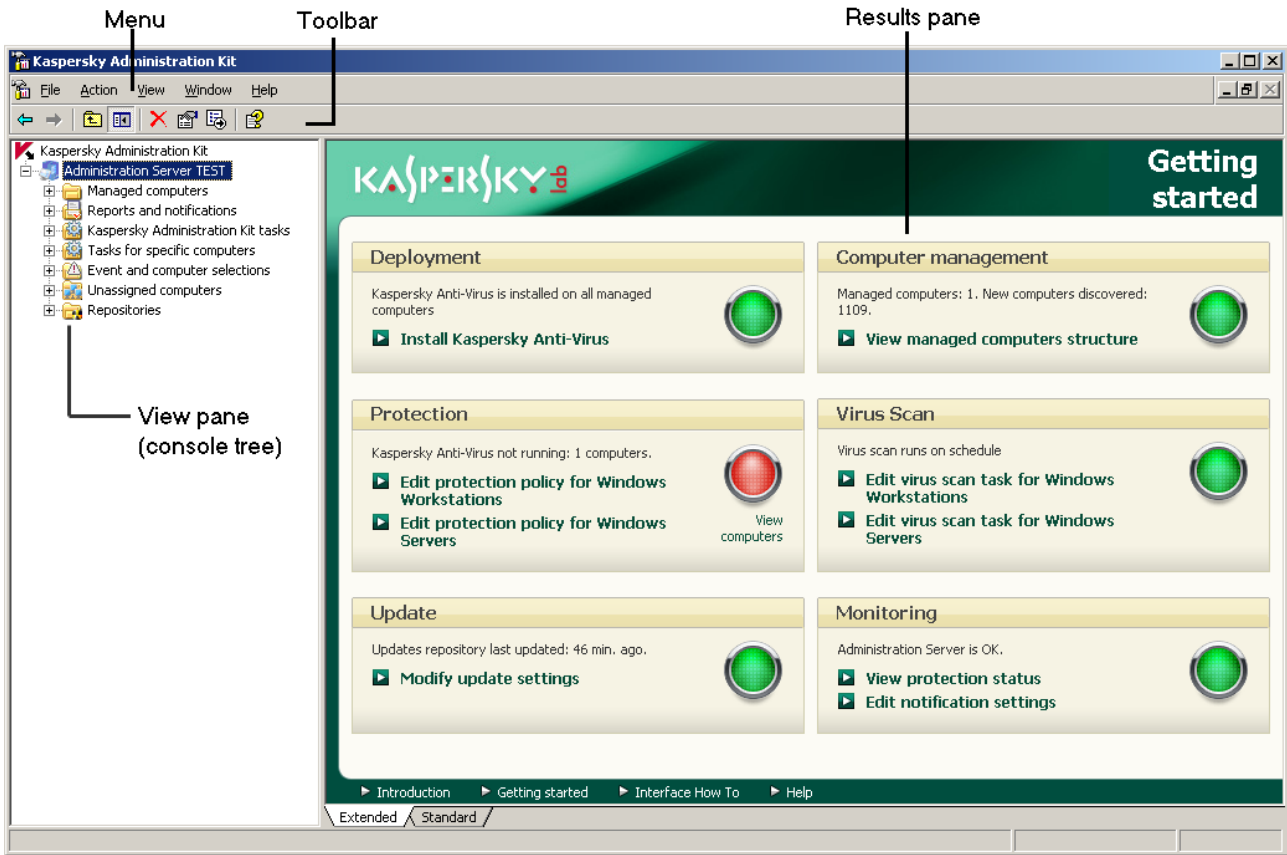 Menu
Toolbar
Results pane
Kaspersky Administration Kit
File Action View Window Help
Kaspersky Administration Kit
Administration Server TEST
Managed computers
Reports and notifications
Kaspersky Administration Kit tasks
Tasks for specific computers
Event and computer selections
Unassigned computers
Repositories
View pane
(console tree)
KASPERSKY lab
Getting
started
Deployment
Kaspersky Anti-Virus is installed on all managed
computers
Install Kaspersky Anti-Virus
Computer management
Managed computers: 1. New computers discovered:
1109.
View managed computers structure
Protection
Kaspersky Anti-Virus not running: 1 computers.
Edit protection policy for Windows
Workstations
Edit protection policy for Windows
Servers
View
computers
Virus Scan
Virus scan runs on schedule
Edit virus scan task for Windows
Workstations
Edit virus scan task for Windows
Servers
Update
Updates repository last updated: 46 min. ago.
Modify update settings
Monitoring
Administration Server is OK.
View protection status
Edit notification settings
Introduction Getting started Interface How To Help
Extended Standard